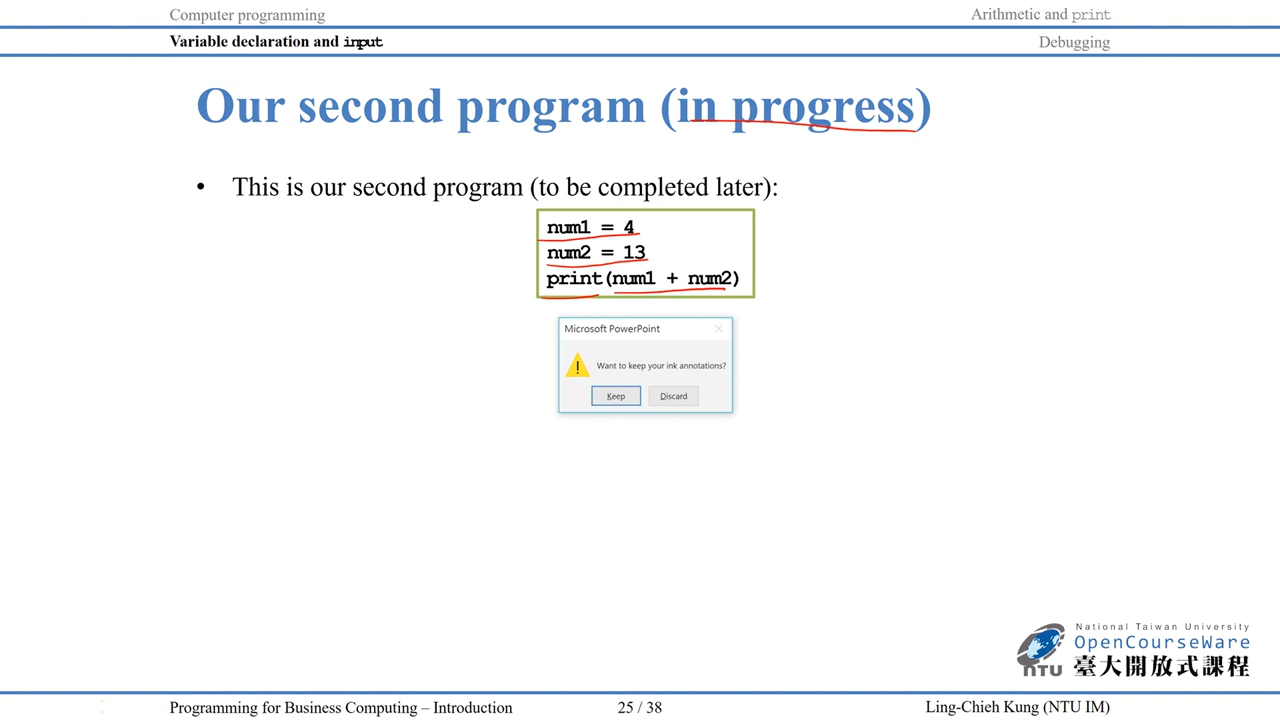 Computer programming
Arithmetic and print
Variable declaration and input
Debugging
Our second program (in progress)
• This is our second program (to be completed later):
num1 = 4
num2 = 13
print(num1 + num2)
Microsoft PowerPoint
Want to keep your ink annotations?
Keep
Discard
National Taiwan University
OpenCourseWare
NTU 臺大開放式課程
Programming for Business Computing – Introduction
25 / 38
Ling-Chieh Kung (NTU IM)